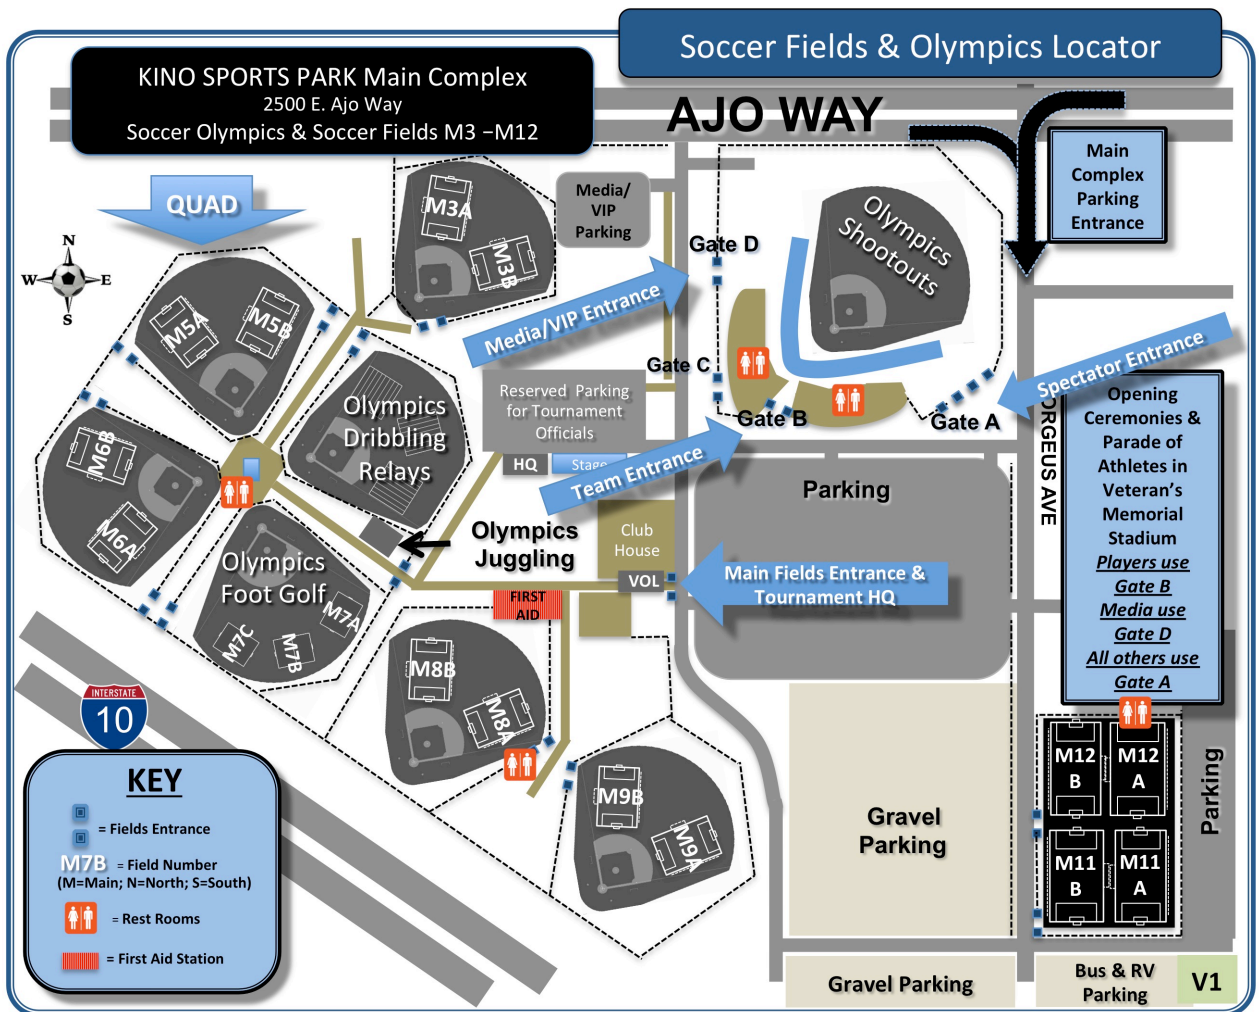 Soccer Fields & Olympics Locator
KINO SPORTS PARK Main Complex
2500 E. Ajo Way
Soccer Olympics & Soccer Fields M3 –M12
AJO WAY
Main
Complex
Parking
Entrance
QUAD
N
W
E
S
M3A
M3B
Media/
VIP
Parking
Gate D
Olympics
Shootouts
M5A
M5B
Media/VIP Entrance
Gate C
Spectator Entrance
Reserved Parking
for Tournament
Officials
Gate B
Gate A
ORGEUS AVE
Opening
Ceremonies &
Parade of
Athletes in
Veteran's
Memorial
Stadium
Players use
Gate B
Media use
Gate D
All others use
Gate A
Olympics
Dribbling
Relays
M6B
M6A
HQ
Stage
Team Entrance
Parking
Olympics
Juggling
Club
House
VOL
Main Fields Entrance &
Tournament HQ
Olympics
Foot Golf
M7A
M7B
M7C
FIRST
AID
M8B
M8A
M9B
M9A
INTERSTATE
10
Gravel
Parking
M12
B
M12
A
M11
B
M11
A
Parking
KEY
= Fields Entrance
M7B = Field Number
(M=Main; N=North; S=South)
= Rest Rooms
= First Aid Station
Gravel Parking
Bus & RV
Parking
V1